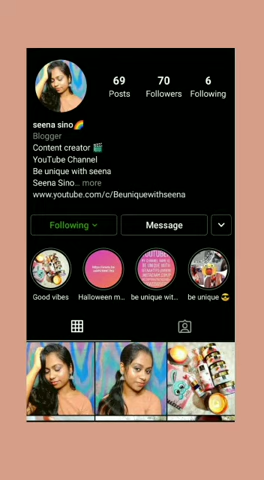 69 70 6
Posts Followers Following
seena sino🌈
Blogger
Content creator 🎬
YouTube Channel
Be unique with seena
Seena Sino... more
www.youtube.com/c/Beuniquewithseena
Following Message
Good vibes Halloween m... be unique wit... be unique 😎